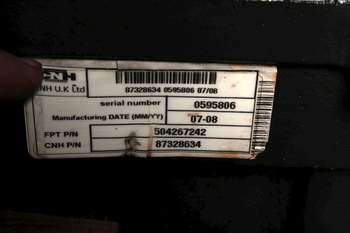 CNH
87328634 0595806 07/08
NH U.K Ltd
serial number 0595806
Manufacturing DATE (MM/YY) 07-08
FPT P/N 504267242
CNH P/N 87328634